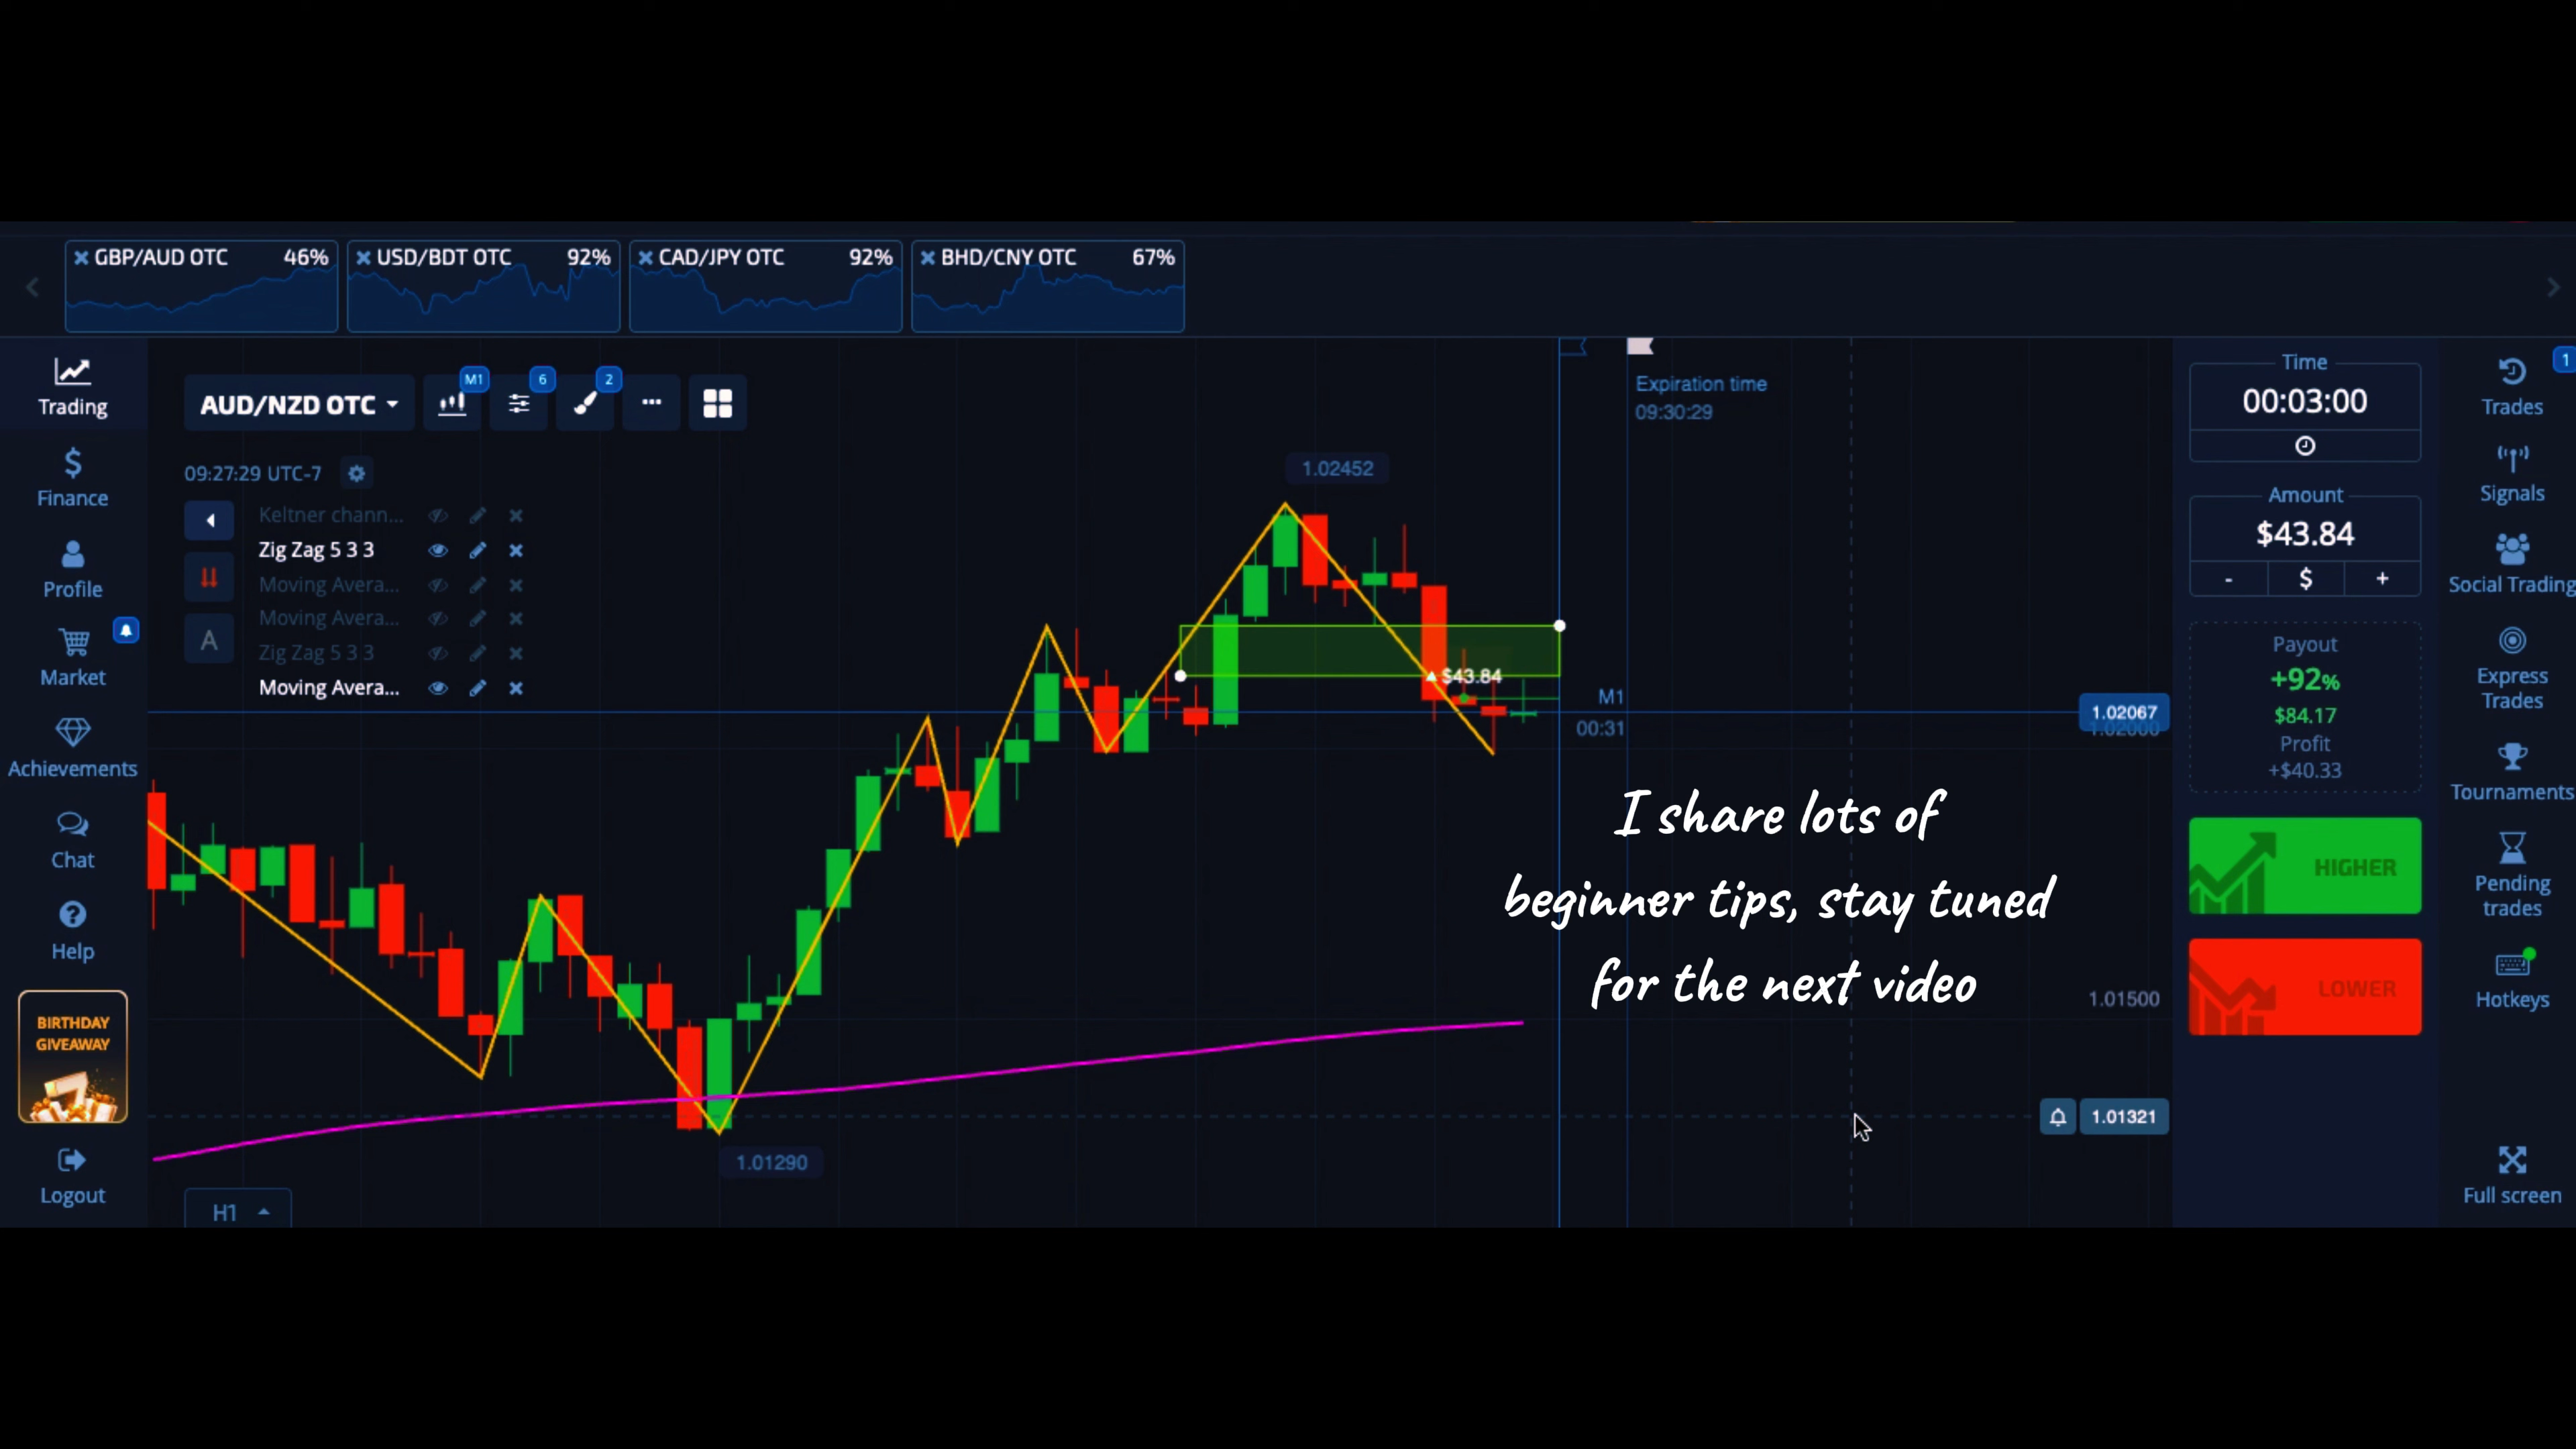 GBP/AUD OTC 46%
USD/BDT OTC 92%
CAD/JPY OTC 92%
BHD/CNY OTC 67%
Trading
Finance
Profile
Market
Achievements
Chat
Help
BIRTHDAY
GIVEAWAY
Logout
AUD/NZD OTC
M1
6
2
09:27:29 UTC-7
Keltner chann...
Zig Zag 5 3 3
Moving Avera...
Moving Avera...
Zig Zag 5 3 3
Moving Avera...
A
H1
1.02452
1.01290
$43.84
Expiration time
09:30:29
M1
00:31
1.02067
1.02000
1.01500
1.01321
I share lots of
beginner tips, stay tuned
for the next video
Time
00:03:00
Amount
$43.84
- $ +
Payout
+92%
$84.17
Profit
+$40.33
HIGHER
LOWER
1
Trades
Signals
Social Trading
Express
Trades
Tournaments
Pending
trades
Hotkeys
Full screen